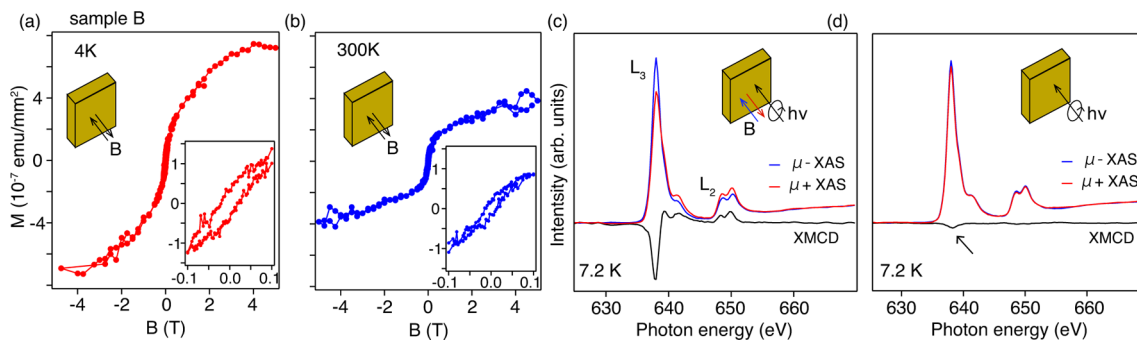 (a) sample B
4K
M (10⁻⁷ emu/mm²)
8
4
0
-4
-8
B
1
0
-1
-0.1 0.0 0.1
-4 -2 0 2 4
B (T)
(b)
300K
B
1
0
-1
-0.1 0.0 0.1
-4 -2 0 2 4
B (T)
(c)
Intentsity (arb. units)
L₃
L₂
B
hν
μ - XAS
μ + XAS
XMCD
7.2 K
630 640 650 660
Photon energy (eV)
(d)
hν
μ - XAS
μ + XAS
XMCD
7.2 K
630 640 650 660
Photon energy (eV)